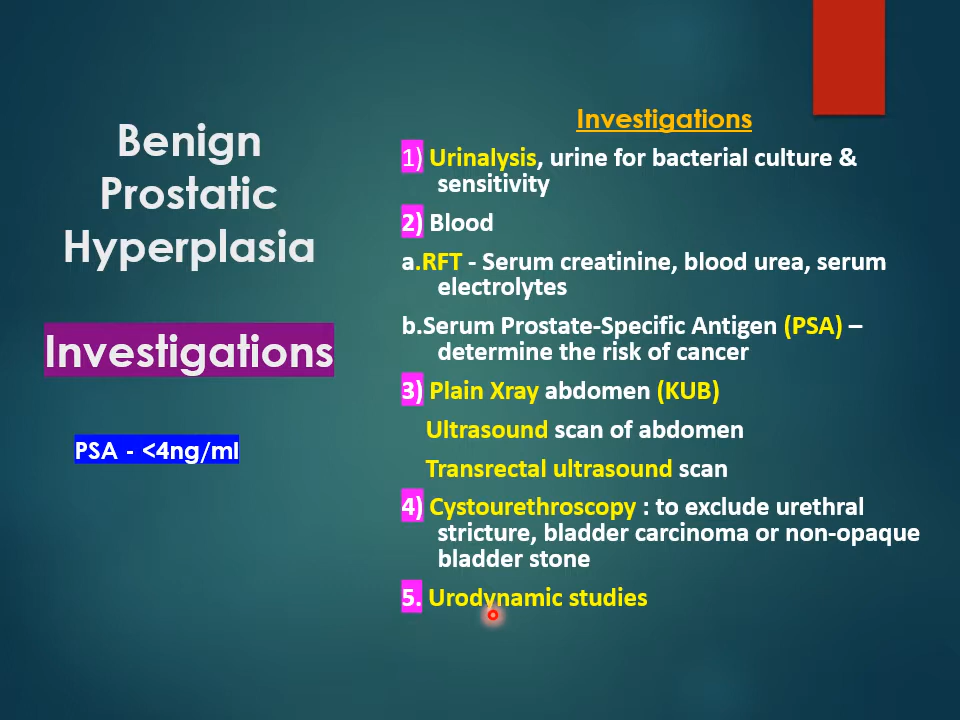 Benign
Prostatic
Hyperplasia
Investigations
PSA - <4ng/ml
Investigations
1) Urinalysis, urine for bacterial culture &
sensitivity
2) Blood
a.RFT - Serum creatinine, blood urea, serum
electrolytes
b.Serum Prostate-Specific Antigen (PSA) –
determine the risk of cancer
3) Plain Xray abdomen (KUB)
Ultrasound scan of abdomen
Transrectal ultrasound scan
4) Cystourethroscopy : to exclude urethral
stricture, bladder carcinoma or non-opaque
bladder stone
5. Urodynamic studies